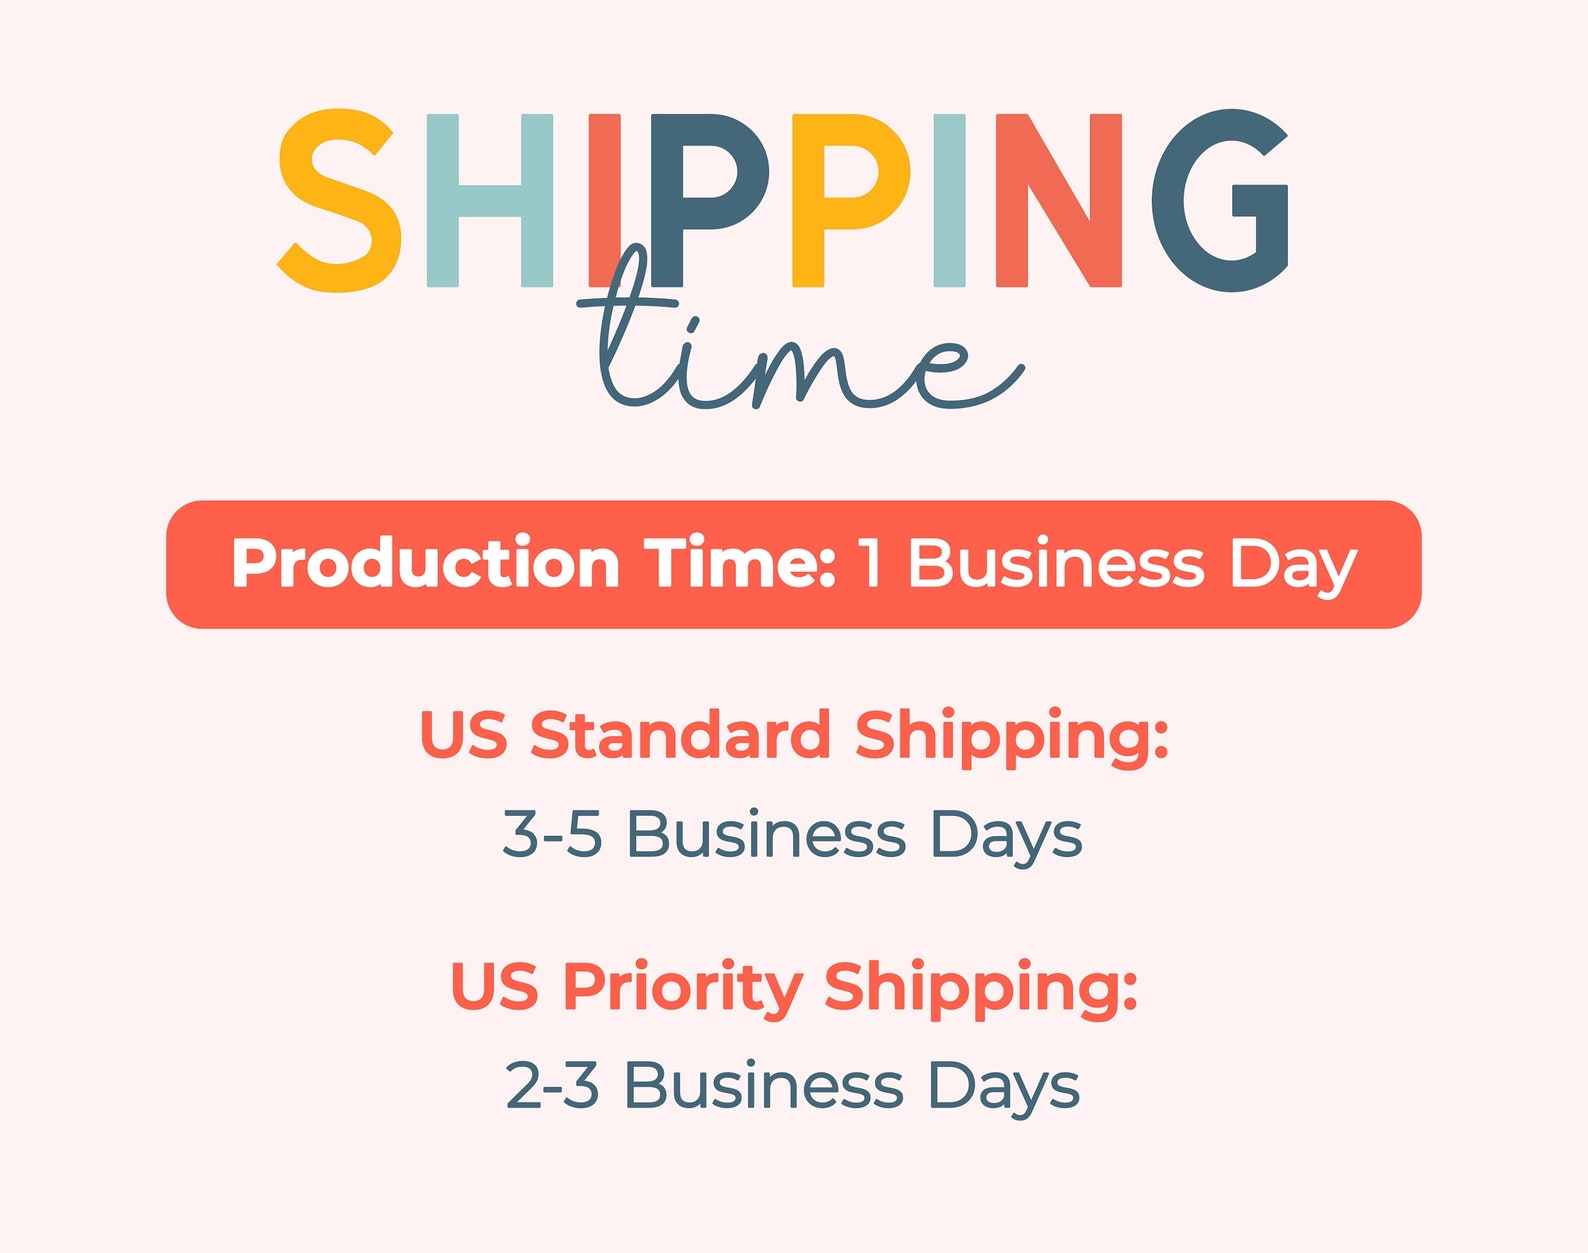 SHIPPING
time
Production Time: 1 Business Day
US Standard Shipping:
3-5 Business Days
US Priority Shipping:
2-3 Business Days